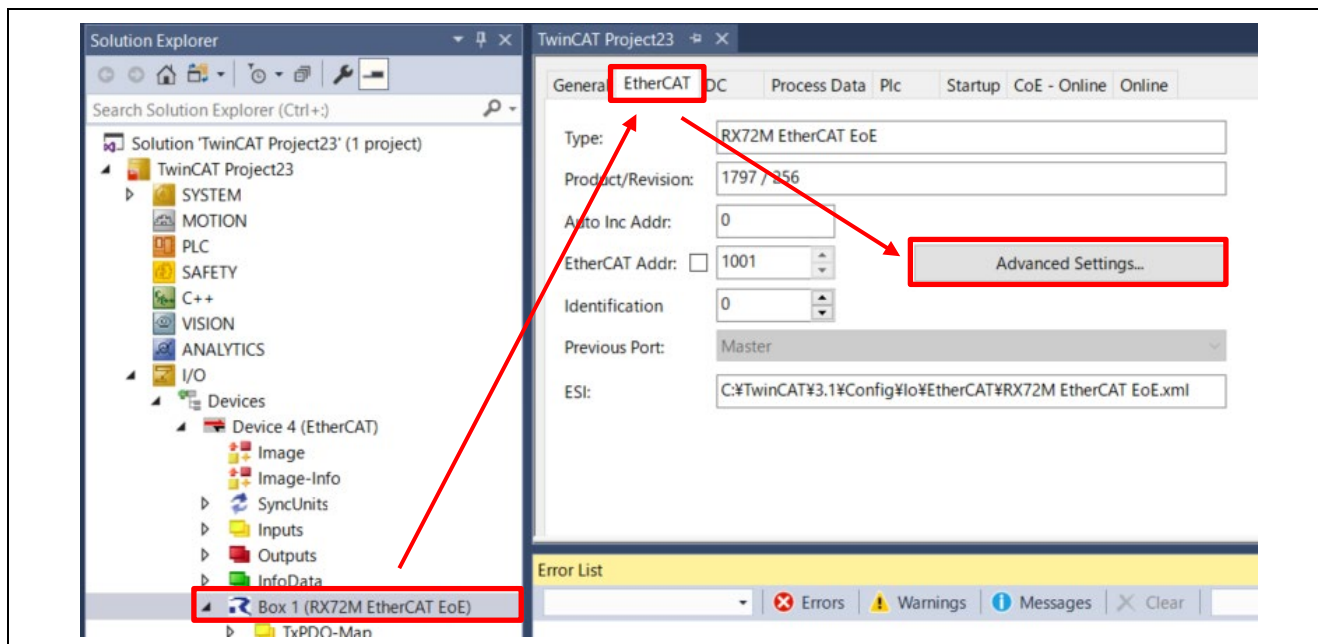 Solution Explorer
Search Solution Explorer (Ctrl+:)
Solution 'TwinCAT Project23' (1 project)
TwinCAT Project23
SYSTEM
MOTION
PLC
SAFETY
C++
VISION
ANALYTICS
I/O
Devices
Device 4 (EtherCAT)
Image
Image-Info
SyncUnits
Inputs
Outputs
InfoData
Box 1 (RX72M EtherCAT EoE)
TxPDO-Map
TwinCAT Project23
General EtherCAT DC Process Data Plc Startup CoE - Online Online
Type: RX72M EtherCAT EoE
Product/Revision: 1797 / 256
Auto Inc Addr: 0
EtherCAT Addr: 1001 Advanced Settings...
Identification 0
Previous Port: Master
ESI: C:¥TwinCAT¥3.1¥Config¥Io¥EtherCAT¥RX72M EtherCAT EoE.xml
Error List
Errors Warnings Messages Clear